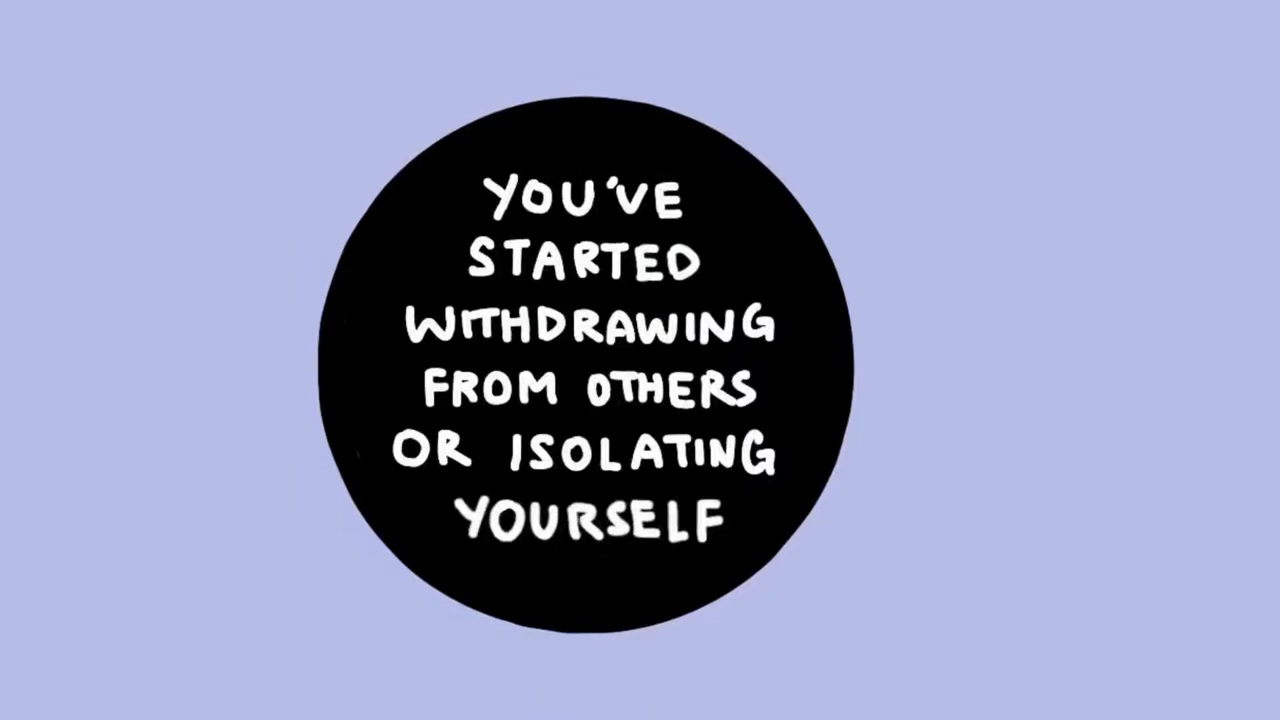 YOU'VE
STARTED
WITHDRAWING
FROM OTHERS
OR ISOLATING
YOURSELF